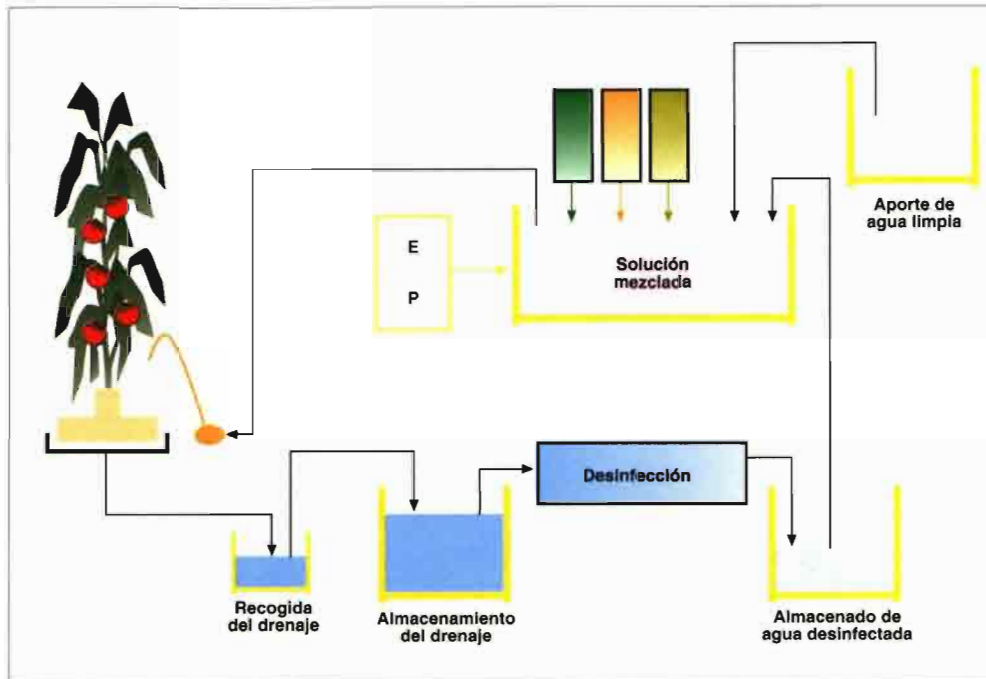 Aporte de
agua limpia
E
P
Solución
mezclada
Desinfección
Recogida
del drenaje
Almacenamiento
del drenaje
Almacenado de
agua desinfectada